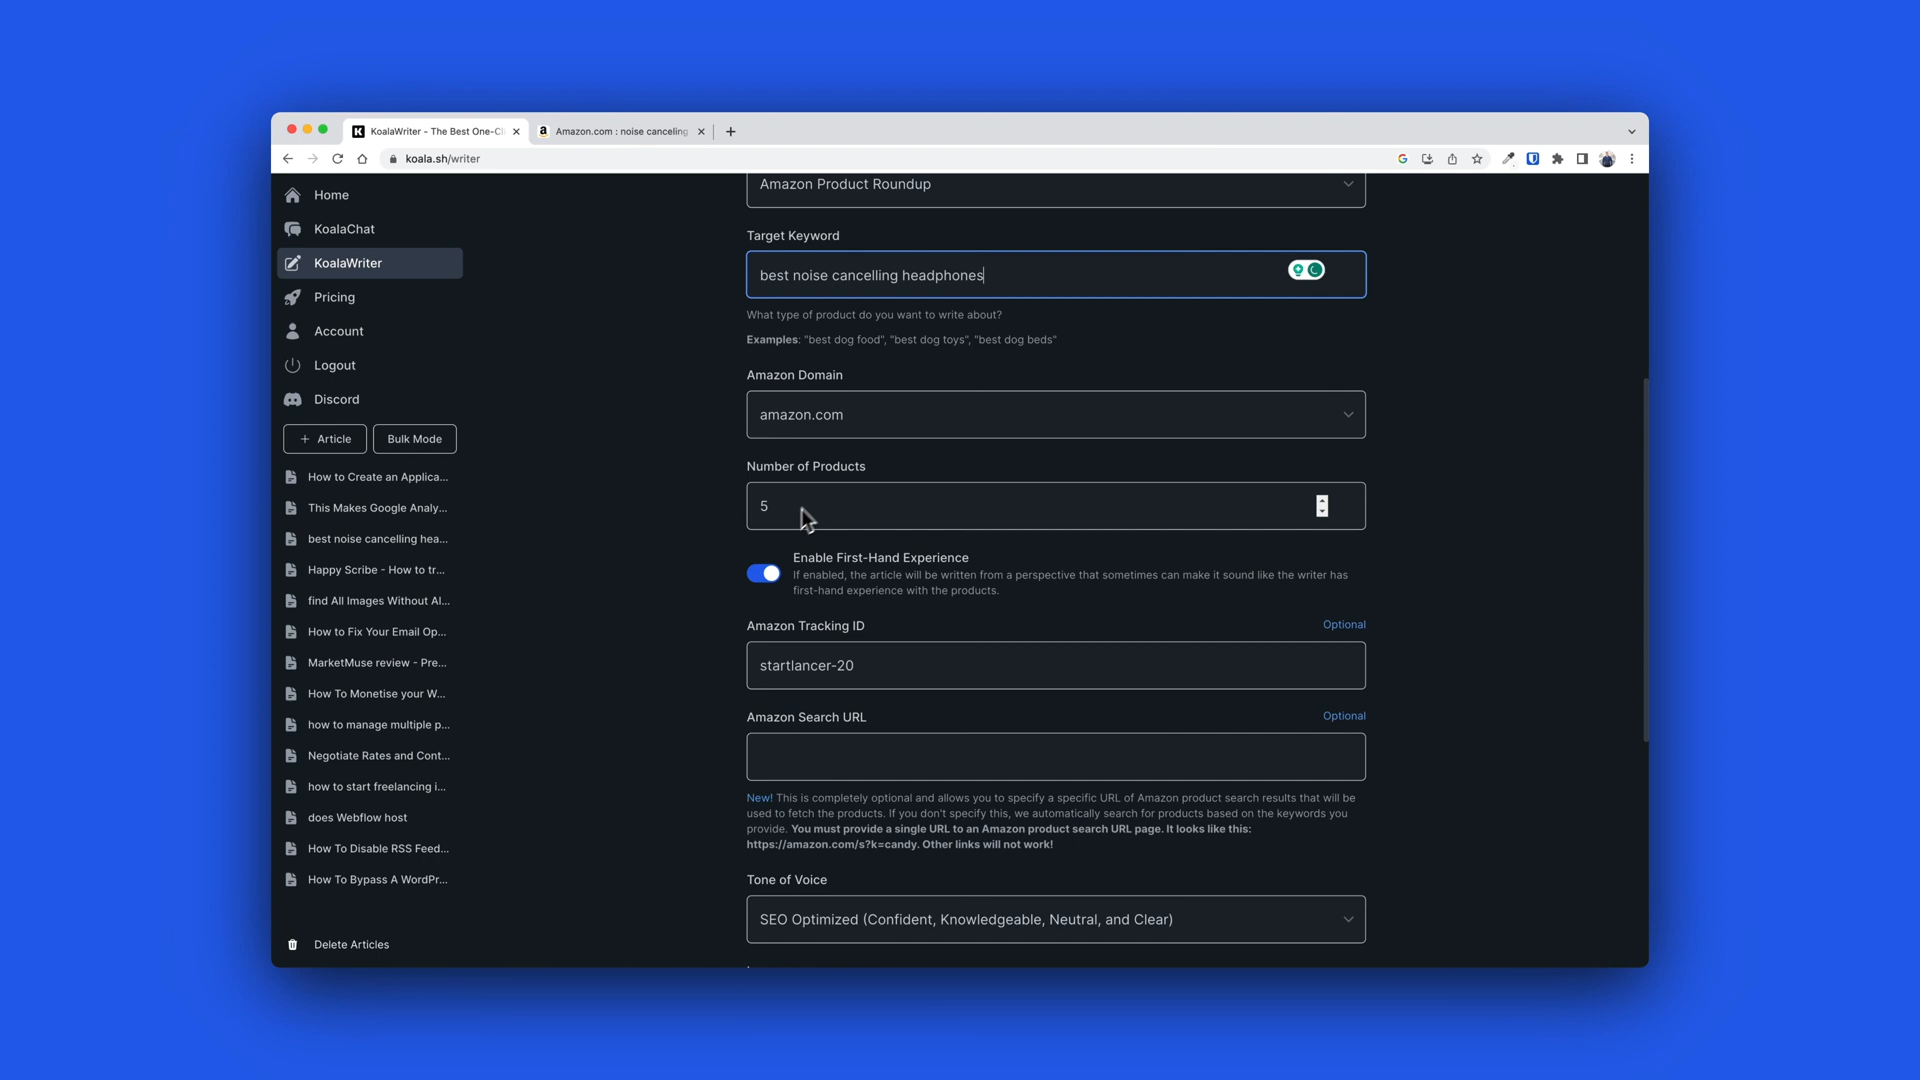 KoalaWriter - The Best One-Cl
Amazon.com : noise canceling
koala.sh/writer
Home
KoalaChat
KoalaWriter
Pricing
Account
Logout
Discord
+ Article
Bulk Mode
How to Create an Applica...
This Makes Google Analy...
best noise cancelling hea...
Happy Scribe - How to tr...
find All Images Without Al...
How to Fix Your Email Op...
MarketMuse review - Pre...
How To Monetise your W...
how to manage multiple p...
Negotiate Rates and Cont...
how to start freelancing i...
does Webflow host
How To Disable RSS Feed...
How To Bypass A WordPr...
Delete Articles
Amazon Product Roundup
Target Keyword
best noise cancelling headphones
What type of product do you want to write about?
Examples: "best dog food", "best dog toys", "best dog beds"
Amazon Domain
amazon.com
Number of Products
5
Enable First-Hand Experience
If enabled, the article will be written from a perspective that sometimes can make it sound like the writer has
first-hand experience with the products.
Amazon Tracking ID
Optional
startlancer-20
Amazon Search URL
Optional
New! This is completely optional and allows you to specify a specific URL of Amazon product search results that will be
used to fetch the products. If you don't specify this, we automatically search for products based on the keywords you
provide. You must provide a single URL to an Amazon product search URL page. It looks like this:
https://amazon.com/s?k=candy. Other links will not work!
Tone of Voice
SEO Optimized (Confident, Knowledgeable, Neutral, and Clear)